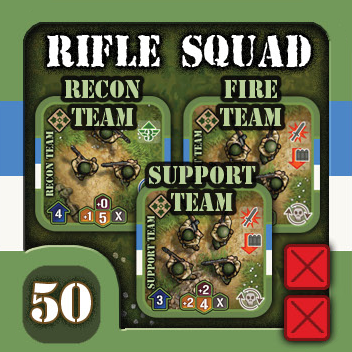 RIFLE SQUAD
RECON TEAM
FIRE TEAM
RECON TEAM
SUPPORT TEAM
SUPPORT TEAM
4 +1 +0 5 X
3 +2 +2 4 X
50